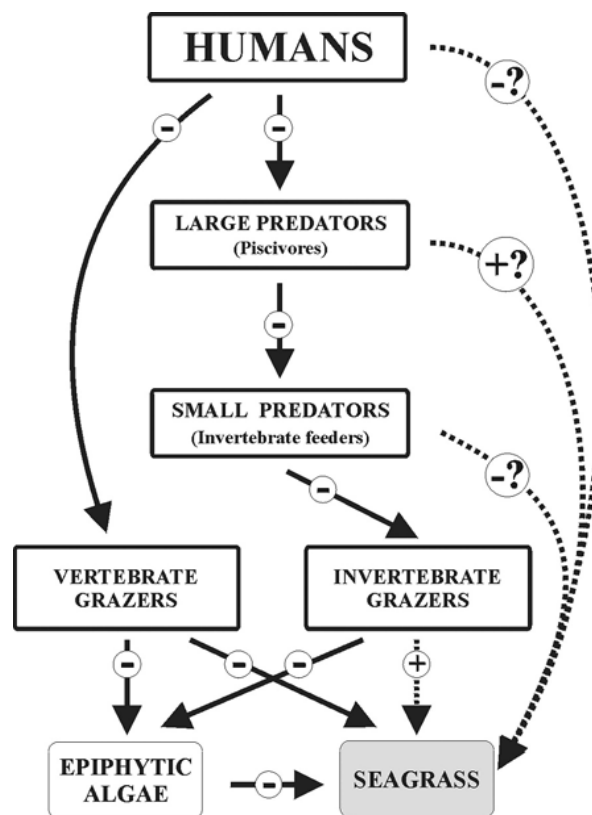 HUMANS
-?
-
-
LARGE PREDATORS
(Piscivores)
+?
-
SMALL PREDATORS
(Invertebrate feeders)
-?
-
VERTEBRATE
GRAZERS
INVERTEBRATE
GRAZERS
-
-
-
+
EPIPHYTIC
ALGAE
-
SEAGRASS